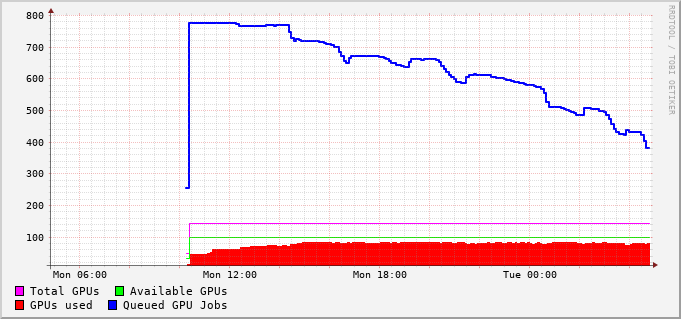 800
700
600
500
400
300
200
100
Mon 06:00 Mon 12:00 Mon 18:00 Tue 00:00
Total GPUs Available GPUs
GPUs used Queued GPU Jobs
RRDTOOL / TOBI OETIKER